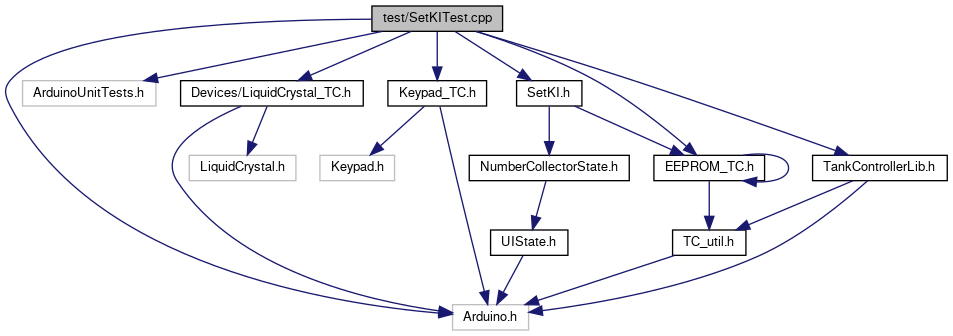 test/SetKITest.cpp
ArduinoUnitTests.h
Devices/LiquidCrystal_TC.h
Keypad_TC.h
SetKI.h
LiquidCrystal.h
Keypad.h
NumberCollectorState.h
EEPROM_TC.h
TankControllerLib.h
UIState.h
TC_util.h
Arduino.h